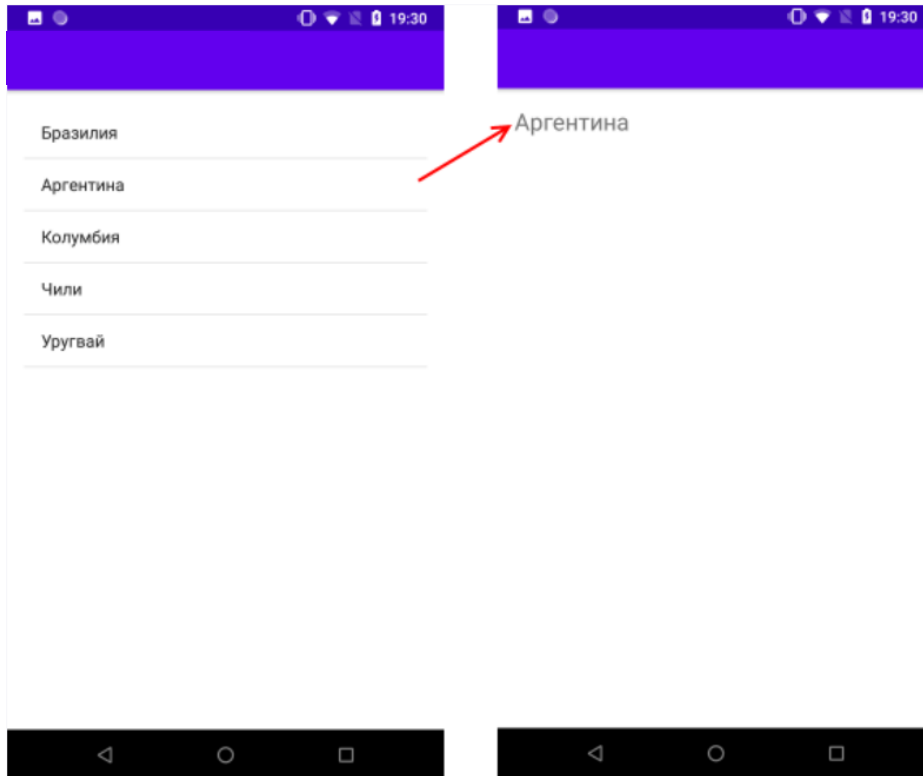 19:30
Бразилия
Аргентина
Колумбия
Чили
Уругвай
19:30
Аргентина